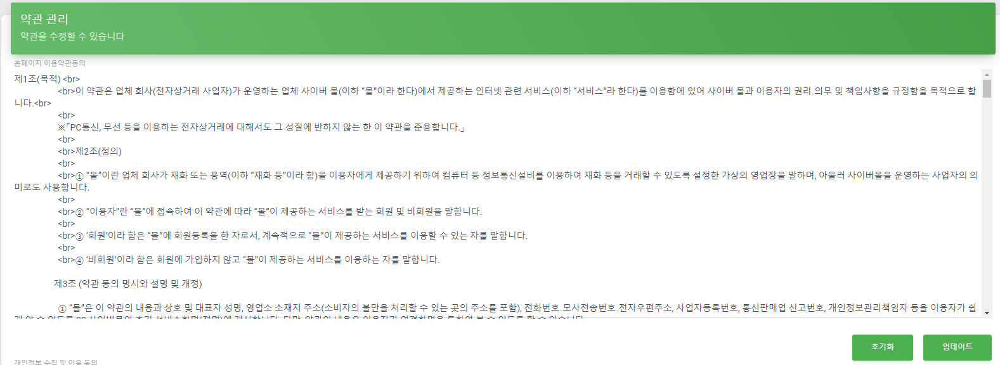 약관 관리
약관을 수정할 수 있습니다
홈페이지 이용약관동의
제1조(목적) <br>
<br>이 약관은 업체 회사(전자상거래 사업자)가 운영하는 업체 사이버 몰(이하 “몰”이라 한다)에서 제공하는 인터넷 관련 서비스(이하 “서비스”라 한다)를 이용함에 있어 사이버 몰과 이용자의 권리.의무 및 책임사항을 규정함을 목적으로 합
니다.<br>
<br>
※「PC통신, 무선 등을 이용하는 전자상거래에 대해서도 그 성질에 반하지 않는 한 이 약관을 준용합니다.」
<br>
<br>제2조(정의)
<br>
<br>① “몰”이란 업체 회사가 재화 또는 용역(이하 “재화 등”이라 함)을 이용자에게 제공하기 위하여 컴퓨터 등 정보통신설비를 이용하여 재화 등을 거래할 수 있도록 설정한 가상의 영업장을 말하며, 아울러 사이버몰을 운영하는 사업자의 의
미로도 사용합니다.
<br>
<br>② “이용자”란 “몰”에 접속하여 이 약관에 따라 “몰”이 제공하는 서비스를 받는 회원 및 비회원을 말합니다.
<br>
<br>③ ‘회원’이라 함은 “몰”에 회원등록을 한 자로서, 계속적으로 “몰”이 제공하는 서비스를 이용할 수 있는 자를 말합니다.
<br>
<br>④ ‘비회원’이라 함은 회원에 가입하지 않고 “몰”이 제공하는 서비스를 이용하는 자를 말합니다.
제3조 (약관 등의 명시와 설명 및 개정)
① “몰”은 이 약관의 내용과 상호 및 대표자 성명, 영업소 소재지 주소(소비자의 불만을 처리할 수 있는 곳의 주소를 포함), 전화번호.모사전송번호.전자우편주소, 사업자등록번호, 통신판매업 신고번호, 개인정보관리책임자 등을 이용자가 쉽
초기화
업데이트
개인정보 수집 및 이용 동의